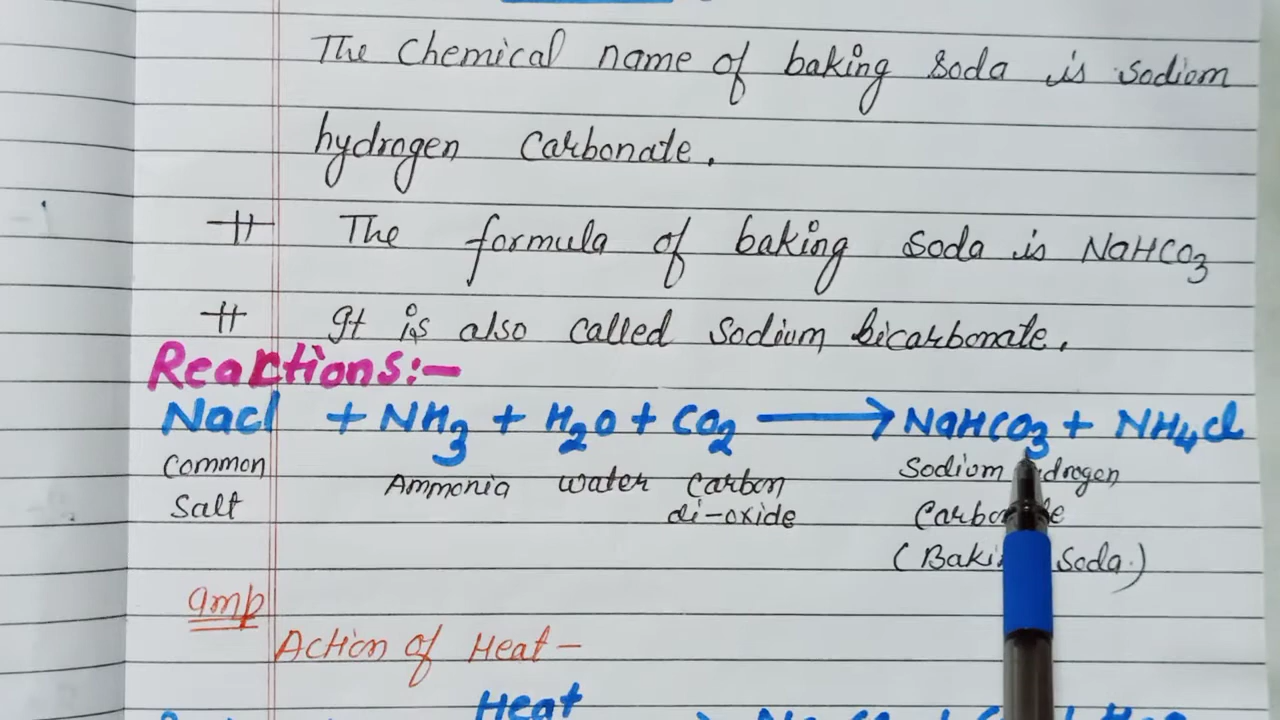 The Chemical name of baking Soda is sodium
hydrogen Carbonate.
The formula of baking Soda is NaHCO3
It is also called Sodium bicarbonate.
Reactions:-
Nacl + NH3 + H2O + CO2 → NaHCO3 + NH4Cl
Common Ammonia water Carbon Sodium
Salt di-oxide
Soda.)
Imp
Action of Heat-
Heat